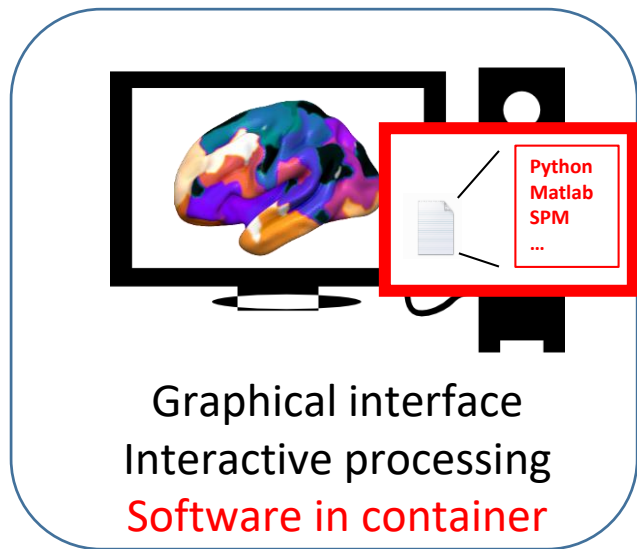 Python
Matlab
SPM
...
Graphical interface
Interactive processing
Software in container